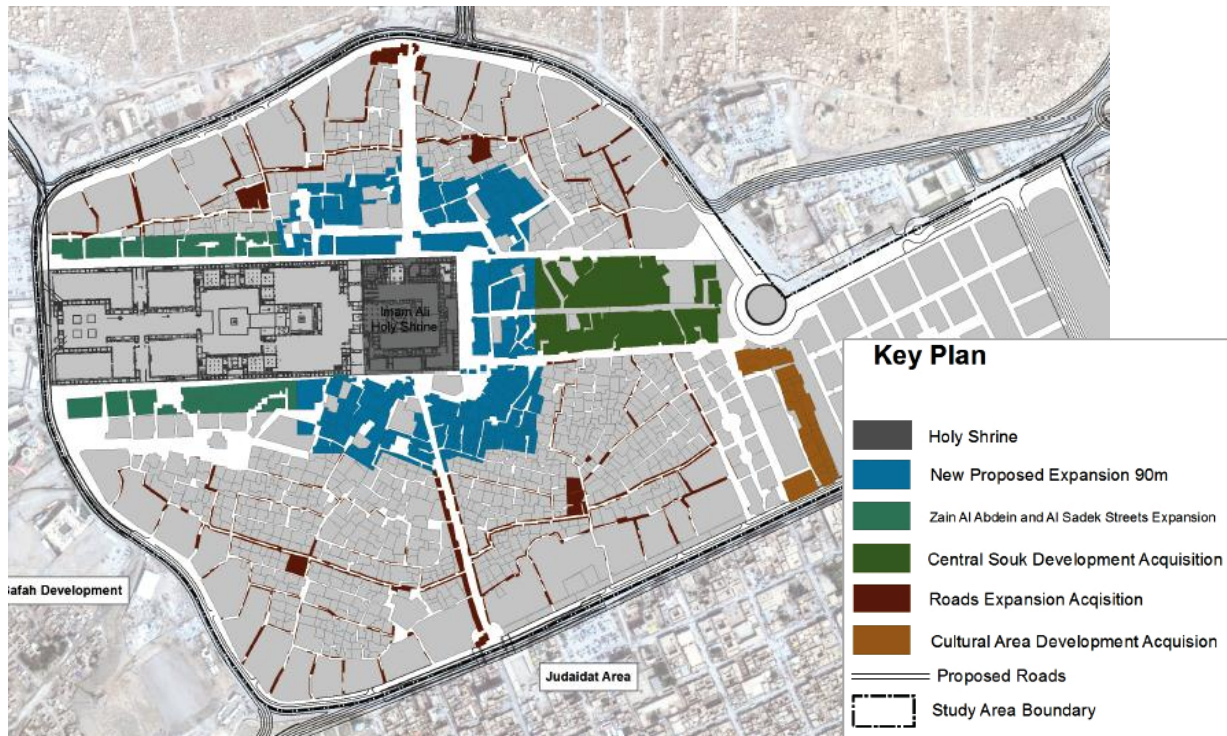 Imam Ali
Holy Shrine
Safah Development
Judaidat Area
Key Plan
Holy Shrine
New Proposed Expansion 90m
Zain Al Abdein and Al Sadek Streets Expansion
Central Souk Development Acquisition
Roads Expansion Acqisition
Cultural Area Development Acquision
Proposed Roads
Study Area Boundary